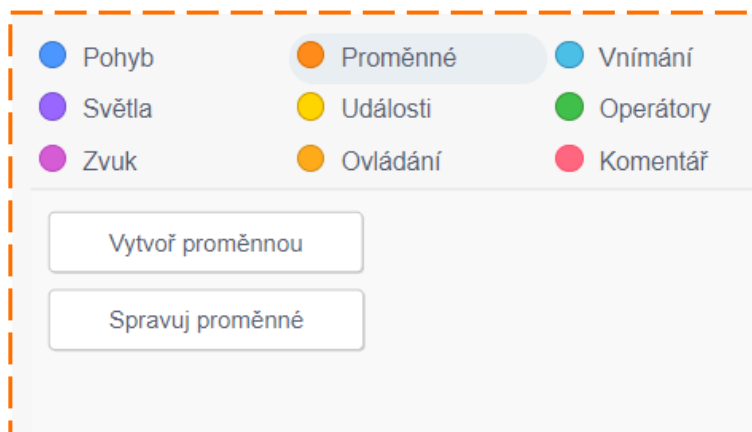 Pohyb Proměnné Vnímání
Světla Události Operátory
Zvuk Ovládání Komentář
Vytvoř proměnnou
Spravuj proměnné